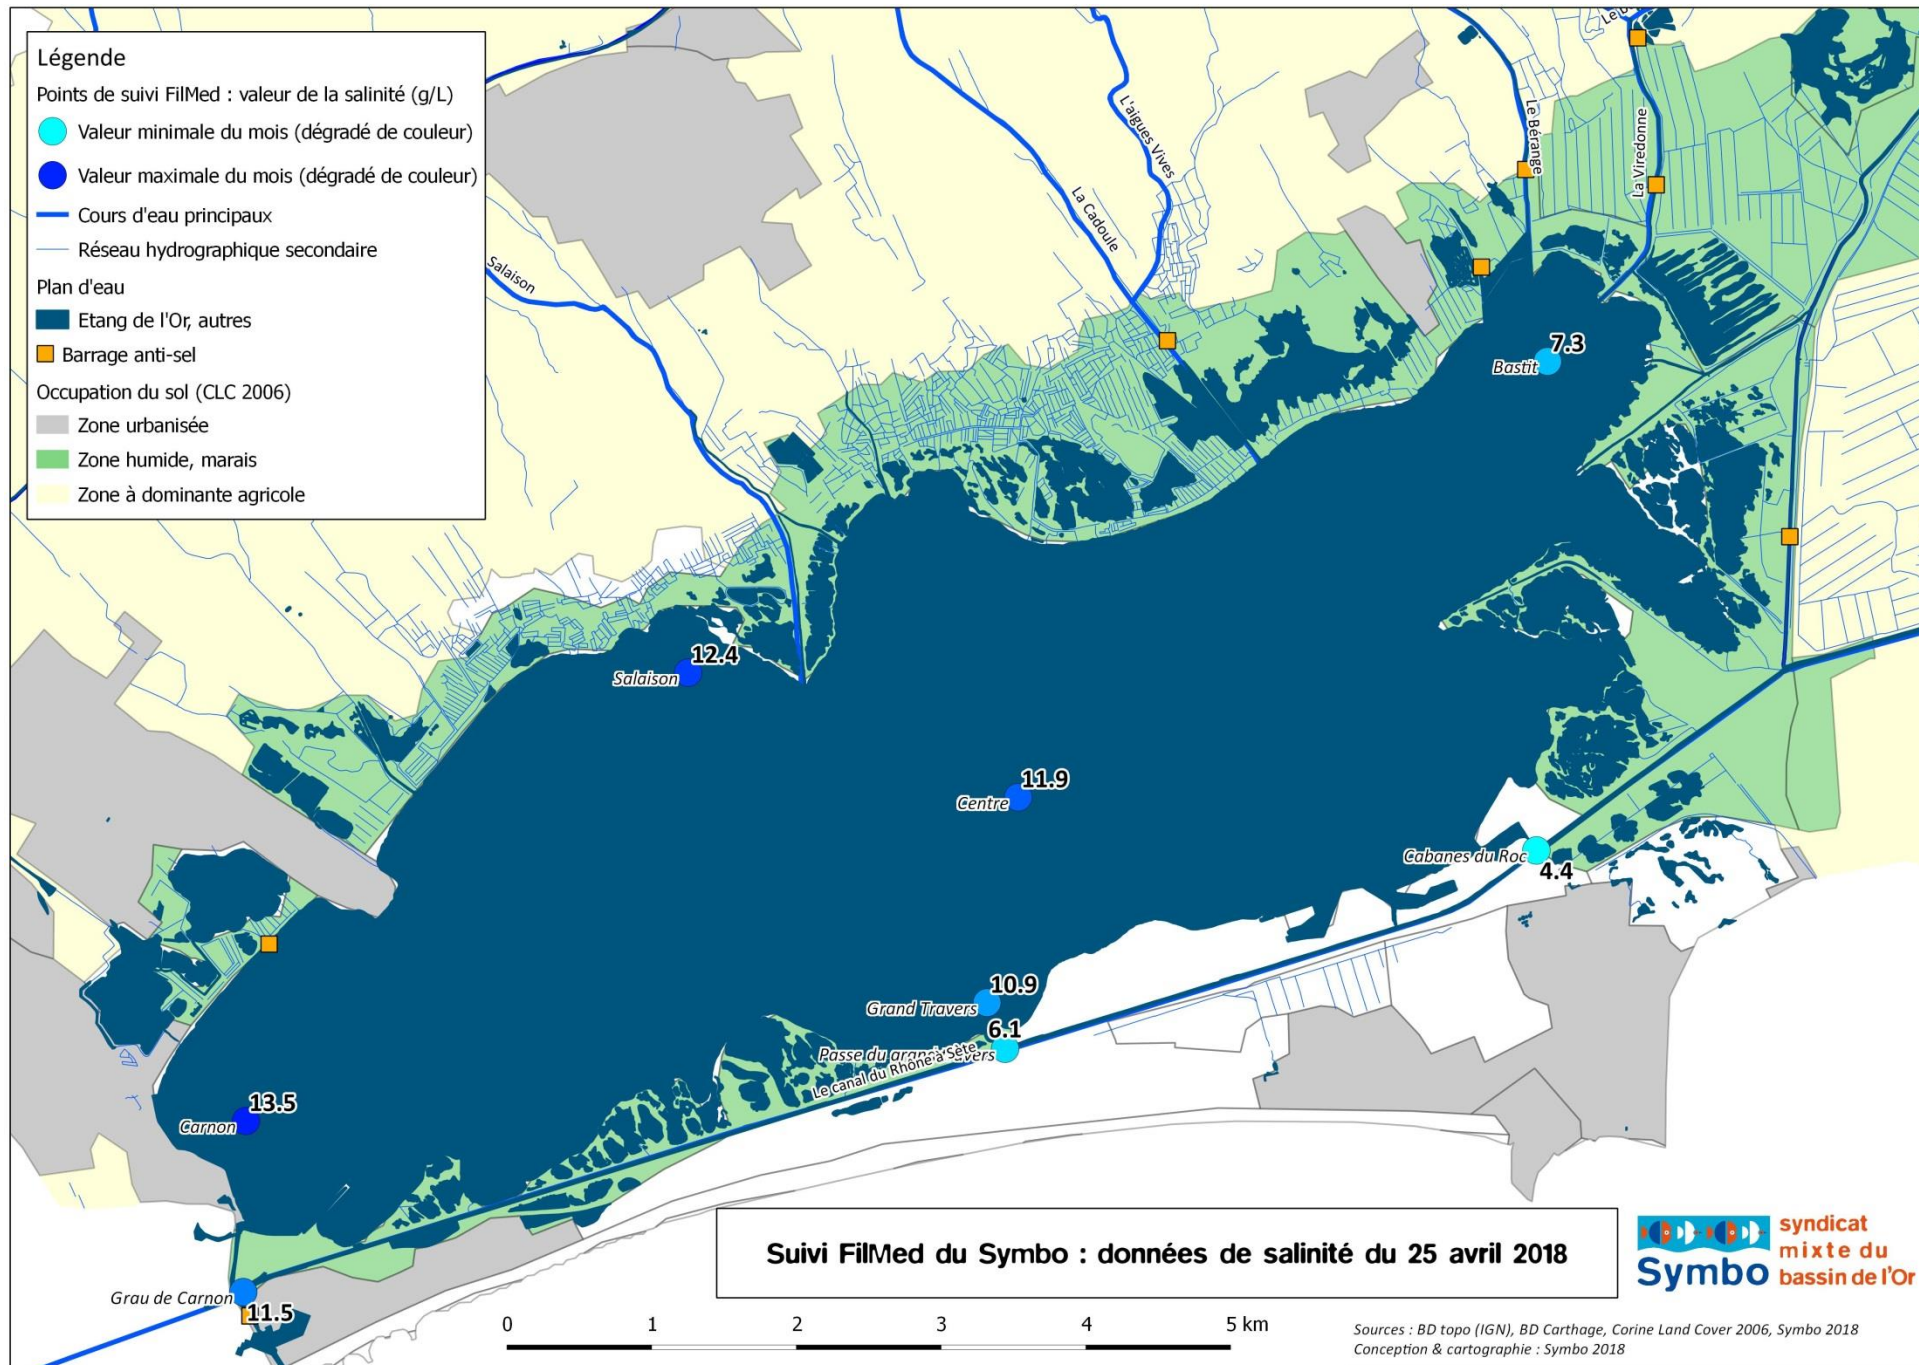 Légende
Points de suivi FilMed : valeur de la salinité (g/L)
Valeur minimale du mois (dégradé de couleur)
Valeur maximale du mois (dégradé de couleur)
Cours d'eau principaux
Réseau hydrographique secondaire
Plan d'eau
Etang de l'Or, autres
Barrage anti-sel
Occupation du sol (CLC 2006)
Zone urbanisée
Zone humide, marais
Zone à dominante agricole
Salaison
La Cadoule
L'aigues Vives
Le Bérange
La Viredonne
7.3
Bastit
12.4
Salaison
11.9
Centre
Cabanes du Roc
4.4
10.9
Grand Travers
6.1
Passe du
Le canal du Rhône à Sète
13.5
Carnon
Grau de Carnon
11.5
Suivi FilMed du Symbo : données de salinité du 25 avril 2018
syndicat
mixte du
bassin de l'Or
Symbo
0 1 2 3 4 5 km
Sources : BD topo (IGN), BD Carthage, Corine Land Cover 2006, Symbo 2018
Conception & cartographie : Symbo 2018